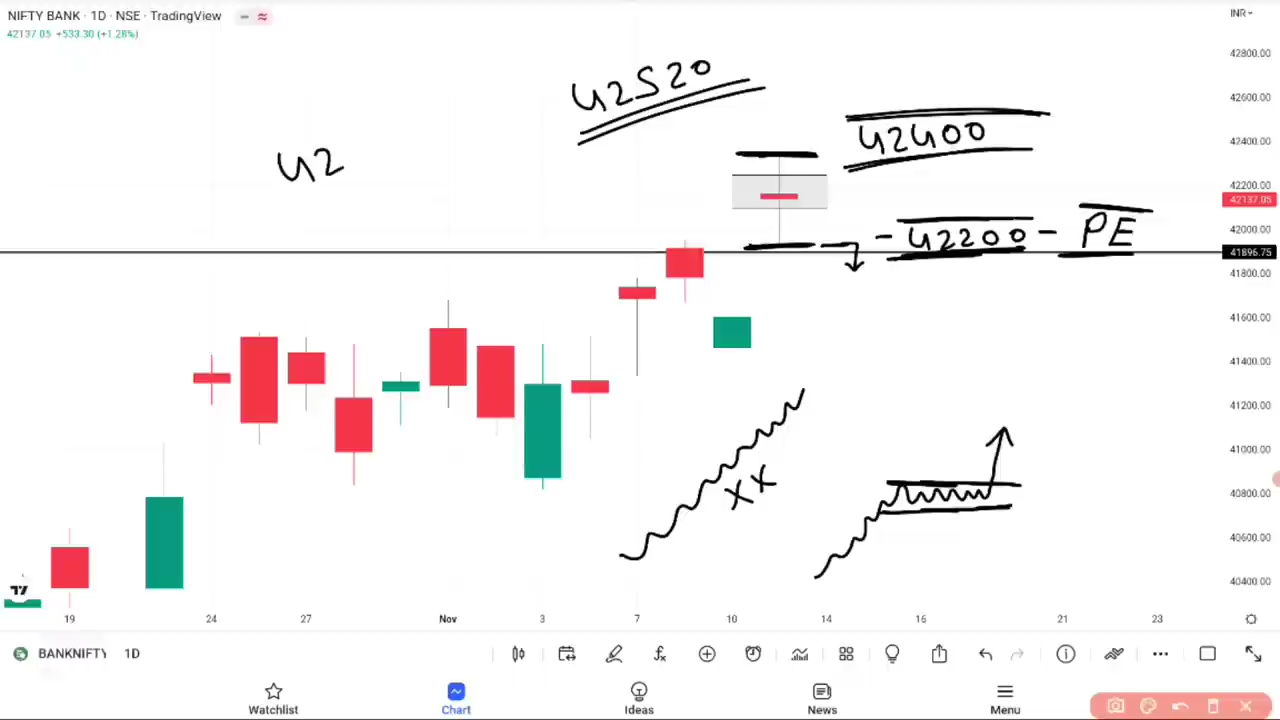 NIFTY BANK · 1D · NSE · TradingView
42137.05 +533.30 (+1.28%)
INR
42800.00
42600.00
42400.00
42200.00
42137.05
42000.00
41896.75
41800.00
41600.00
41400.00
41200.00
41000.00
40800.00
40600.00
40400.00
42520
42400
42
- 42200 - PE
XX
19 24 27 Nov 3 7 10 14 16 21 23
BANKNIFTY 1D
Watchlist Chart Ideas News Menu